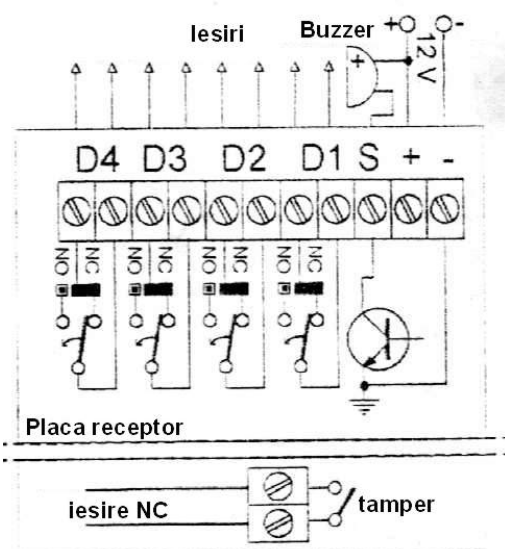 Iesiri Buzzer + -
12 V
+
D4 D3 D2 D1 S + -
NO NC NO NC NO NC NO NC
Placa receptor
iesire NC tamper